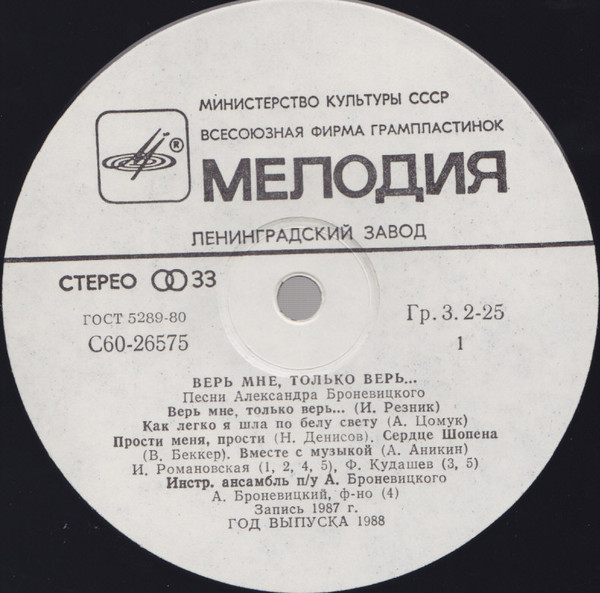 МИНИСТЕРСТВО КУЛЬТУРЫ СССР
ВСЕСОЮЗНАЯ ФИРМА ГРАМПЛАСТИНОК
®
МЕЛОДИЯ
ЛЕНИНГРАДСКИЙ ЗАВОД
СТЕРЕО 33
ГОСТ 5289-80
Гр. 3. 2-25
С60-26575
1
ВЕРЬ МНЕ, ТОЛЬКО ВЕРЬ...
Песни Александра Броневицкого
Верь мне, только верь... (И. Резник)
Как легко я шла по белу свету (А. Цомук)
Прости меня, прости (Н. Денисов). Сердце Шопена
(В. Беккер). Вместе с музыкой (А. Аникин)
И. Романовская (1, 2, 4, 5), Ф. Кудашев (3, 5)
Инстр. ансамбль п/у А. Броневицкого
А. Броневицкий, ф-но (4)
Запись 1987 г.
ГОД ВЫПУСКА 1988